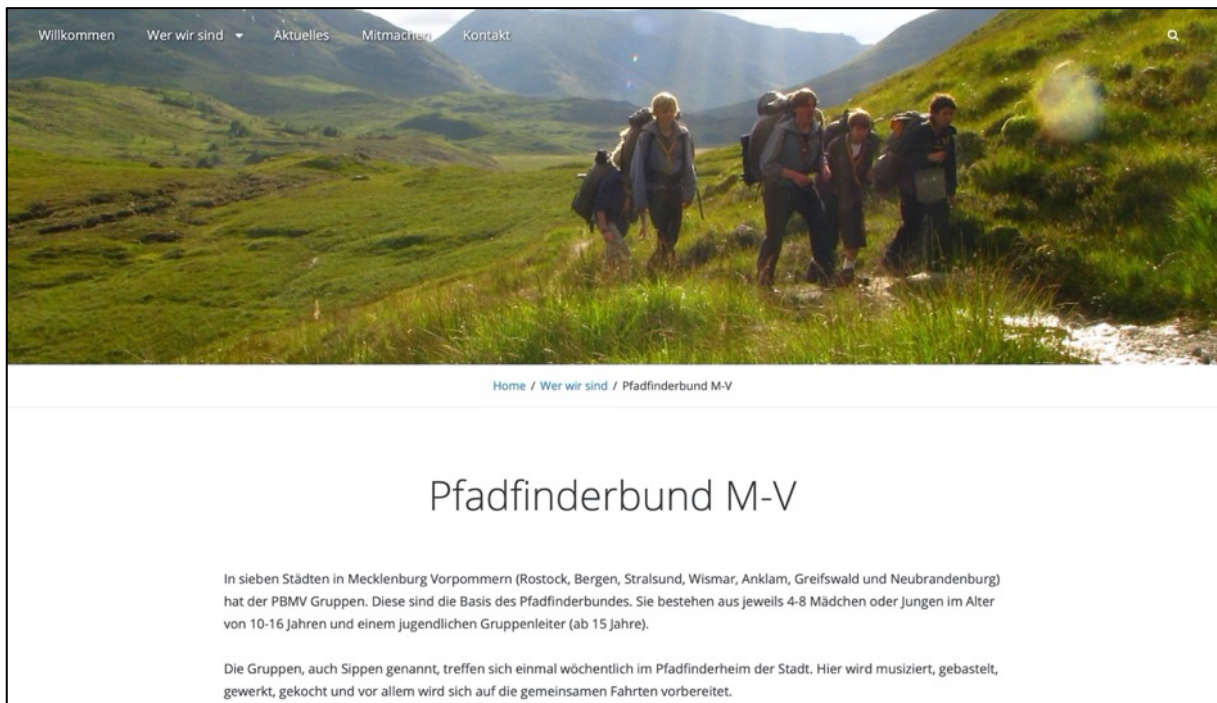 Willkommen Wer wir sind Aktuelles Mitmachen Kontakt
Home / Wer wir sind / Pfadfinderbund M-V
Pfadfinderbund M-V
In sieben Städten in Mecklenburg Vorpommern (Rostock, Bergen, Stralsund, Wismar, Anklam, Greifswald und Neubrandenburg)
hat der PBMV Gruppen. Diese sind die Basis des Pfadfinderbundes. Sie bestehen aus jeweils 4-8 Mädchen oder Jungen im Alter
von 10-16 Jahren und einem jugendlichen Gruppenleiter (ab 15 Jahre).
Die Gruppen, auch Sippen genannt, treffen sich einmal wöchentlich im Pfadfinderheim der Stadt. Hier wird musiziert, gebastelt,
gewerkt, gekocht und vor allem wird sich auf die gemeinsamen Fahrten vorbereitet.